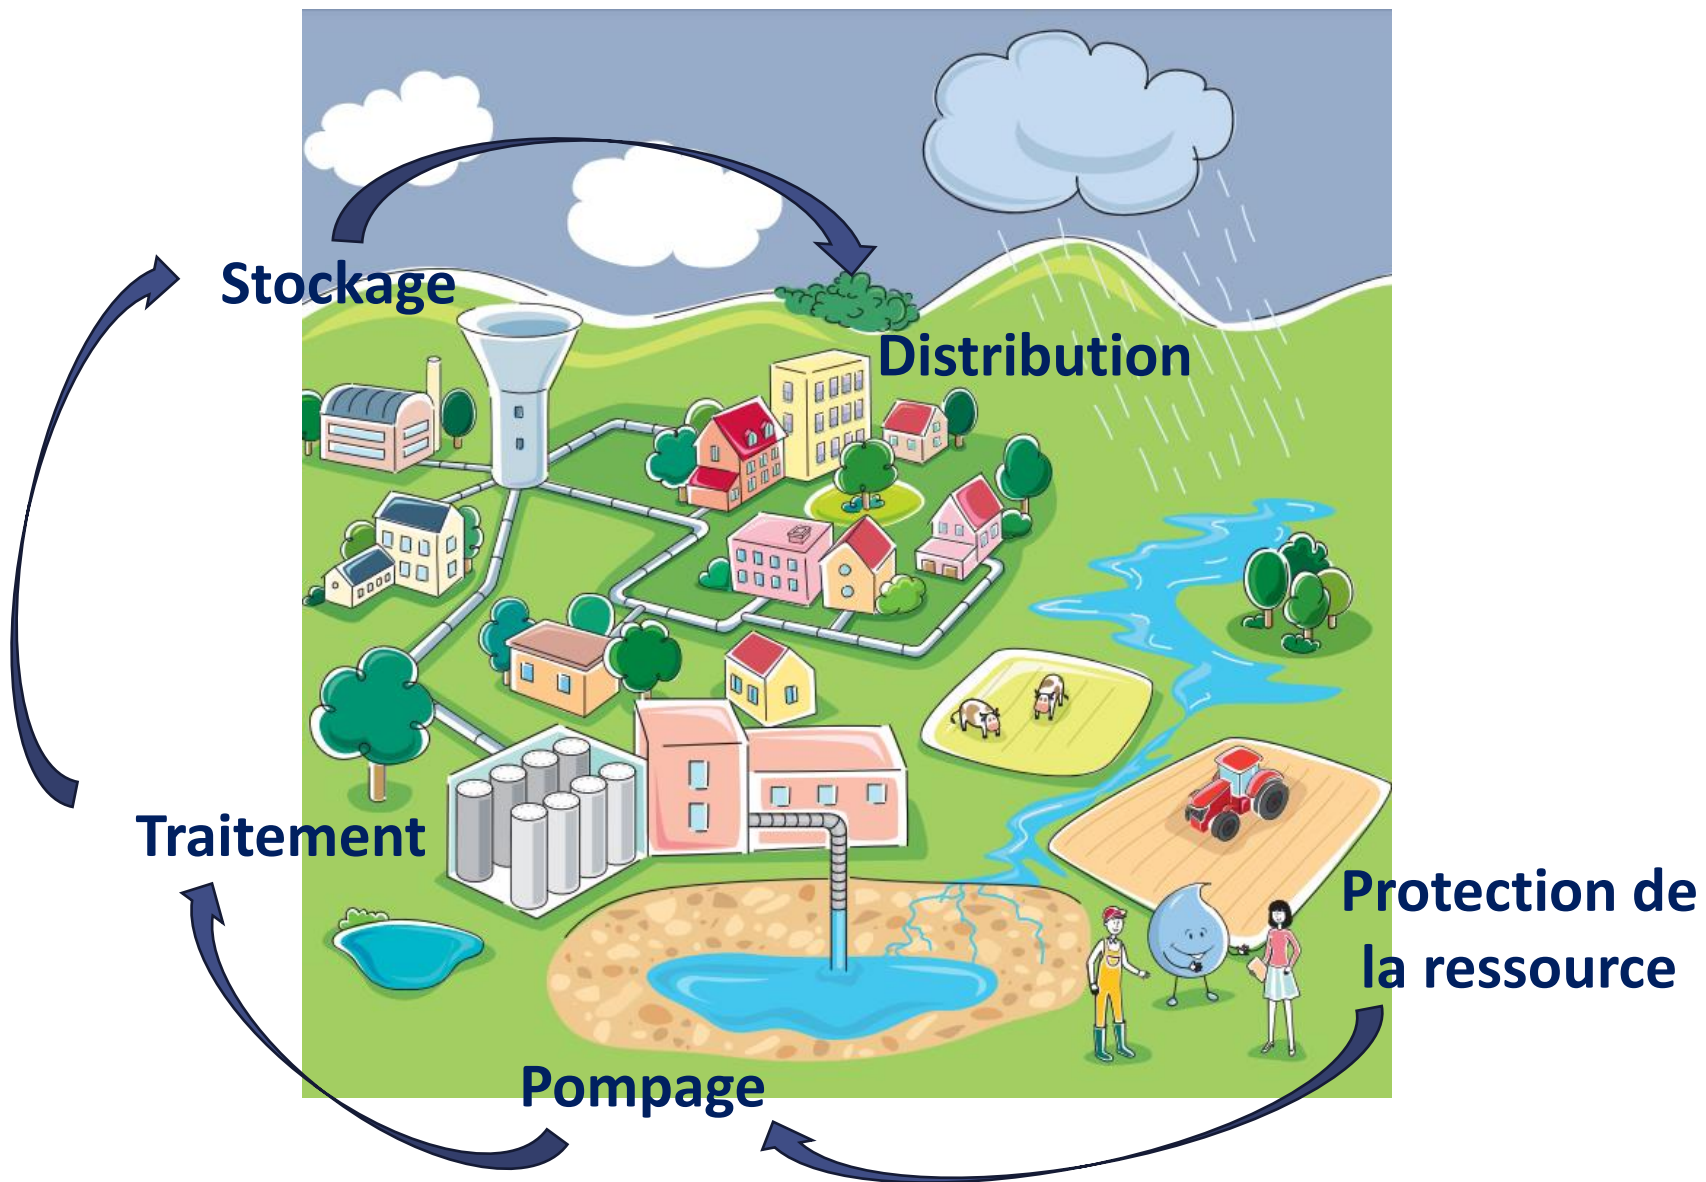 Stockage
Distribution
Traitement
Protection de
la ressource
Pompage